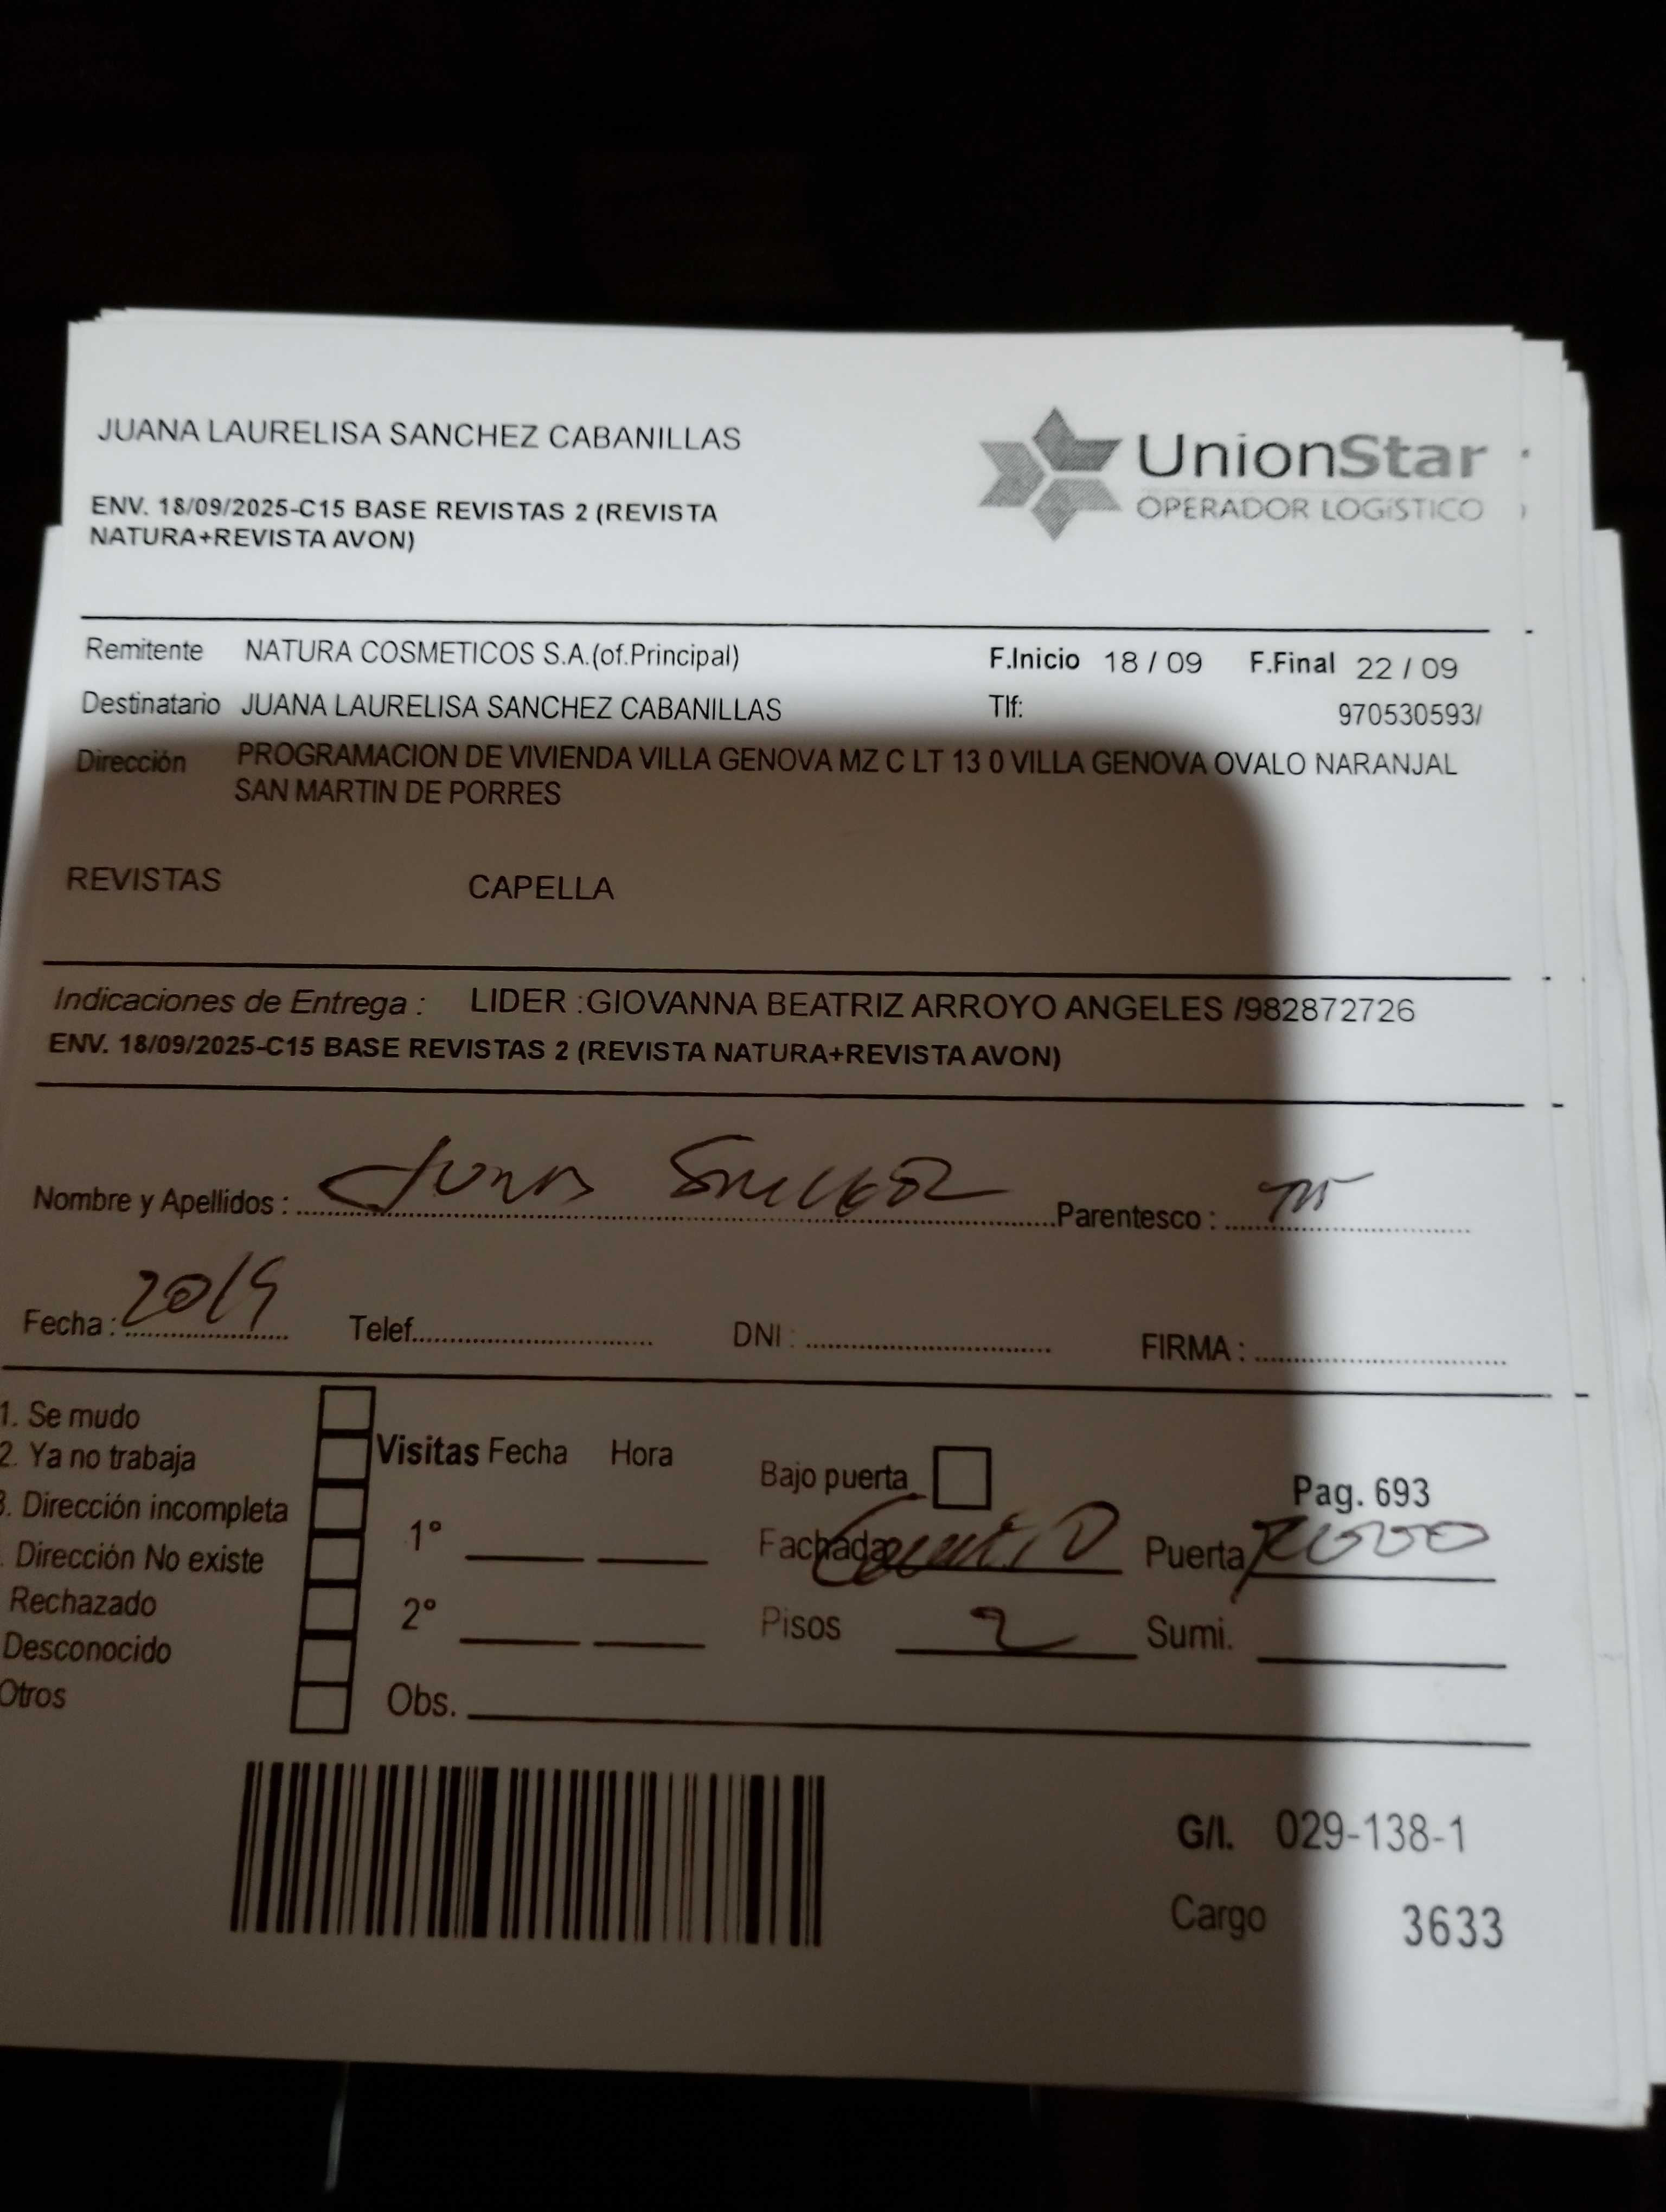 JUANA LAURELISA SANCHEZ CABANILLAS
UnionStar
OPERADOR LOGÍSTICO
ENV. 18/09/2025-C15 BASE REVISTAS 2 (REVISTA
NATURA+REVISTA AVON)
Remitente NATURA COSMETICOS S.A.(of.Principal) F.Inicio 18 / 09 F.Final 22 / 09
Destinatario JUANA LAURELISA SANCHEZ CABANILLAS Tlf: 970530593/
Dirección PROGRAMACION DE VIVIENDA VILLA GENOVA MZ C LT 13 0 VILLA GENOVA OVALO NARANJAL
SAN MARTIN DE PORRES
REVISTAS CAPELLA
Indicaciones de Entrega : LIDER :GIOVANNA BEATRIZ ARROYO ANGELES /982872726
ENV. 18/09/2025-C15 BASE REVISTAS 2 (REVISTA NATURA+REVISTA AVON)
Nombre y Apellidos : Juana Sanchez Parentesco :
Fecha : 20/9 Telef. DNI : FIRMA :
1. Se mudo
2. Ya no trabaja
3. Dirección incompleta
. Dirección No existe
Rechazado
Desconocido
Otros
Visitas Fecha Hora
1°
2°
Obs.
Bajo puerta
Pag. 693
Fachada Puerta
Pisos 2 Sumi.
G/I. 029-138-1
Cargo 3633